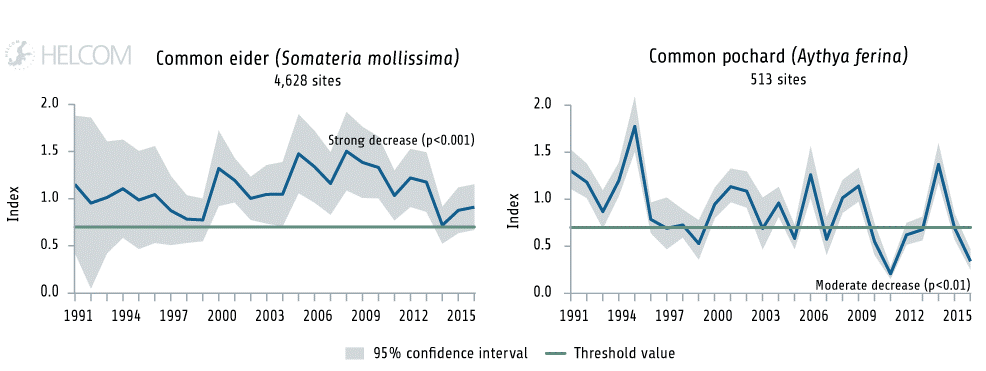 HELCOM
Common eider (Somateria mollissima)
4,628 sites
Index
2.0
1.5
1.0
0.5
0.0
Strong decrease (p<0.001)
1991 1994 1997 2000 2003 2006 2009 2012 2015
Common pochard (Aythya ferina)
513 sites
Index
2.0
1.5
1.0
0.5
0.0
Moderate decrease (p<0.01)
1991 1994 1997 2000 2003 2006 2009 2012 2015
95% confidence interval
Threshold value